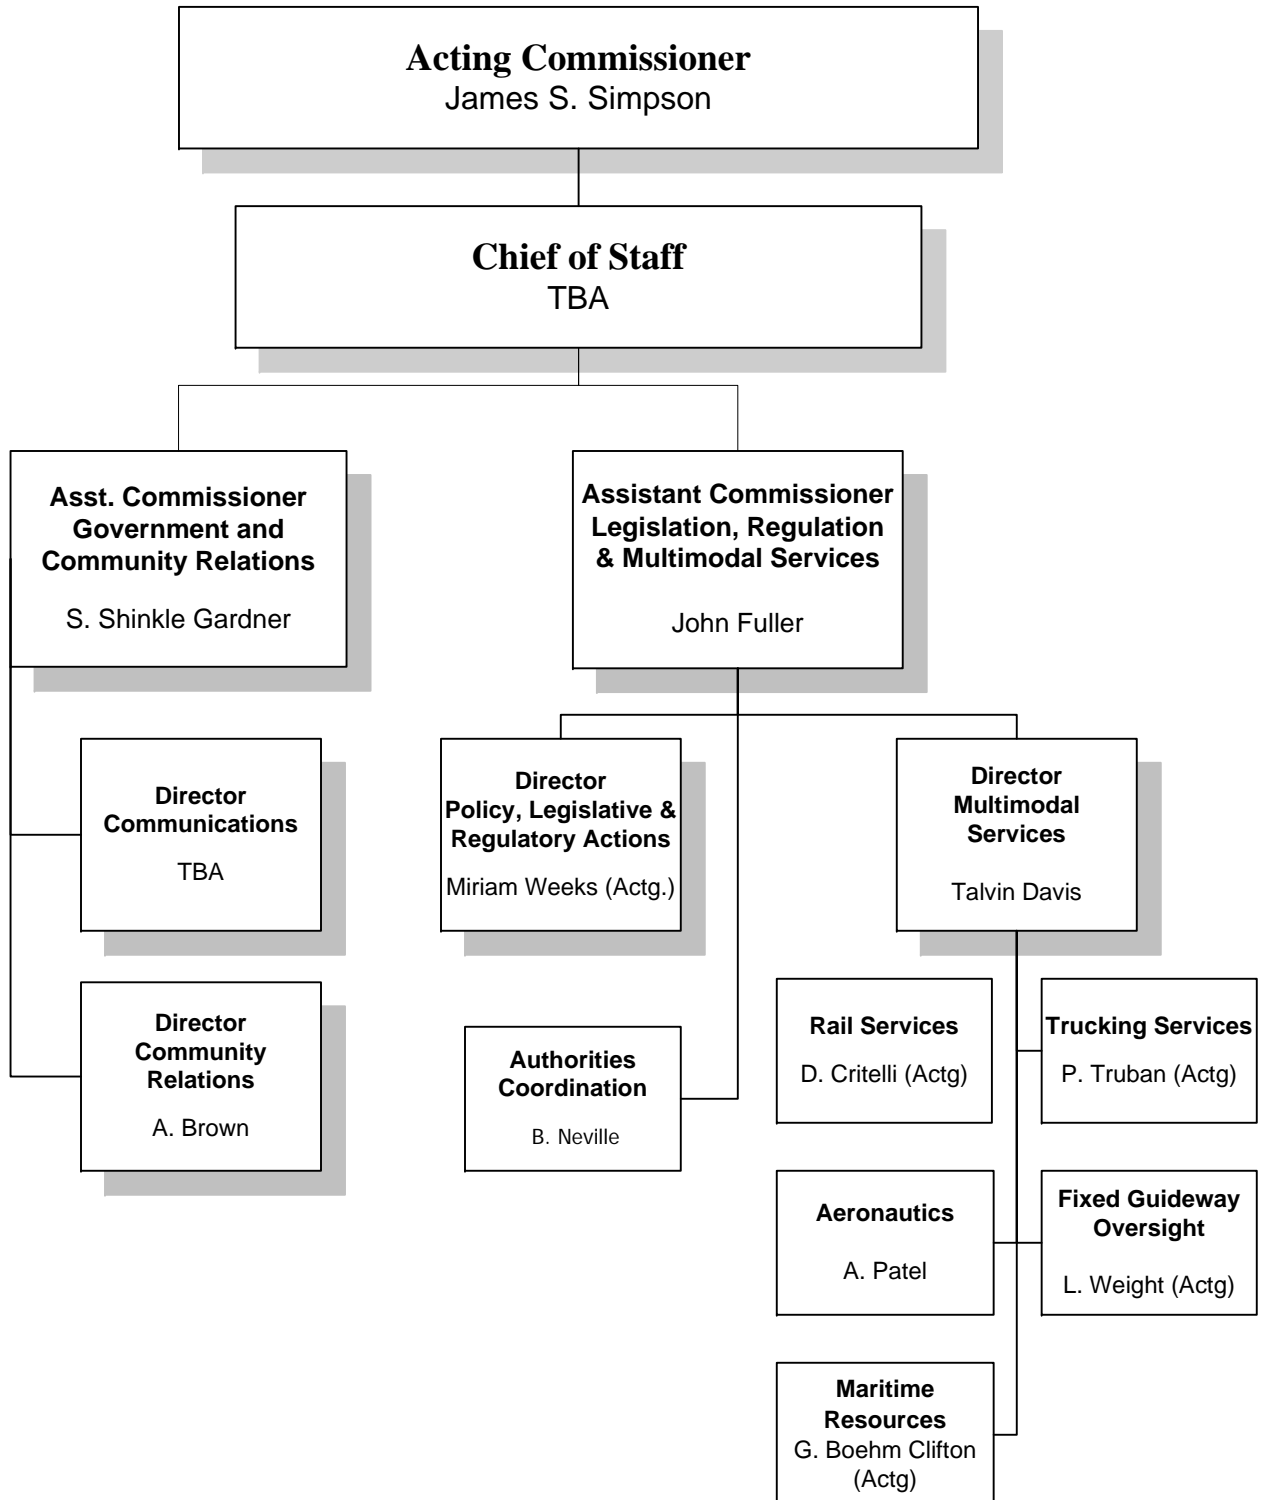 Acting Commissioner
James S. Simpson
Chief of Staff
TBA
Asst. Commissioner
Government and
Community Relations
S. Shinkle Gardner
Assistant Commissioner
Legislation, Regulation
& Multimodal Services
John Fuller
Director
Communications
TBA
Director
Policy, Legislative &
Regulatory Actions
Miriam Weeks (Actg.)
Director
Multimodal
Services
Talvin Davis
Director
Community
Relations
A. Brown
Authorities
Coordination
B. Neville
Rail Services
D. Critelli (Actg)
Trucking Services
P. Truban (Actg)
Aeronautics
A. Patel
Fixed Guideway
Oversight
L. Weight (Actg)
Maritime
Resources
G. Boehm Clifton
(Actg)